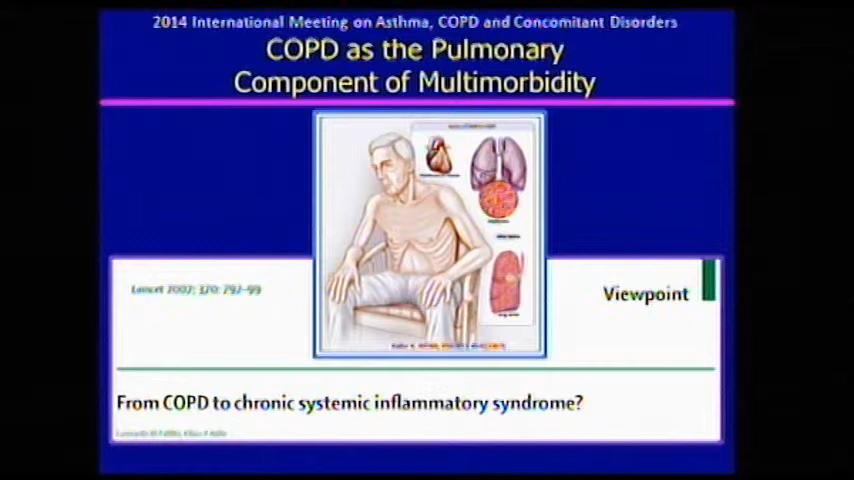 2014 International Meeting on Asthma, COPD and Concomitant Disorders
COPD as the Pulmonary
Component of Multimorbidity
Lancet 2007; 370: 797–99
Viewpoint
From COPD to chronic systemic inflammatory syndrome?